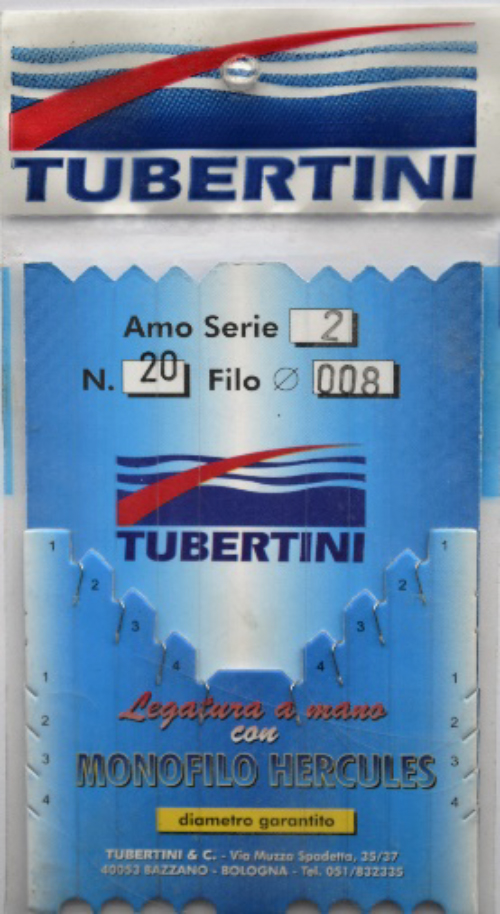 TUBERTINI
Amo Serie 2
N. 20 Filo ∅ 008
TUBERTINI
1 1
2 2
3 3
4 4
1 1
2 2
3 3
4 4
Legatura a mano
con
MONOFILO HERCULES
diametro garantito
TUBERTINI & C. - Via Muzza Spadetta, 35/37
40053 BAZZANO - BOLOGNA - Tel. 051/832335